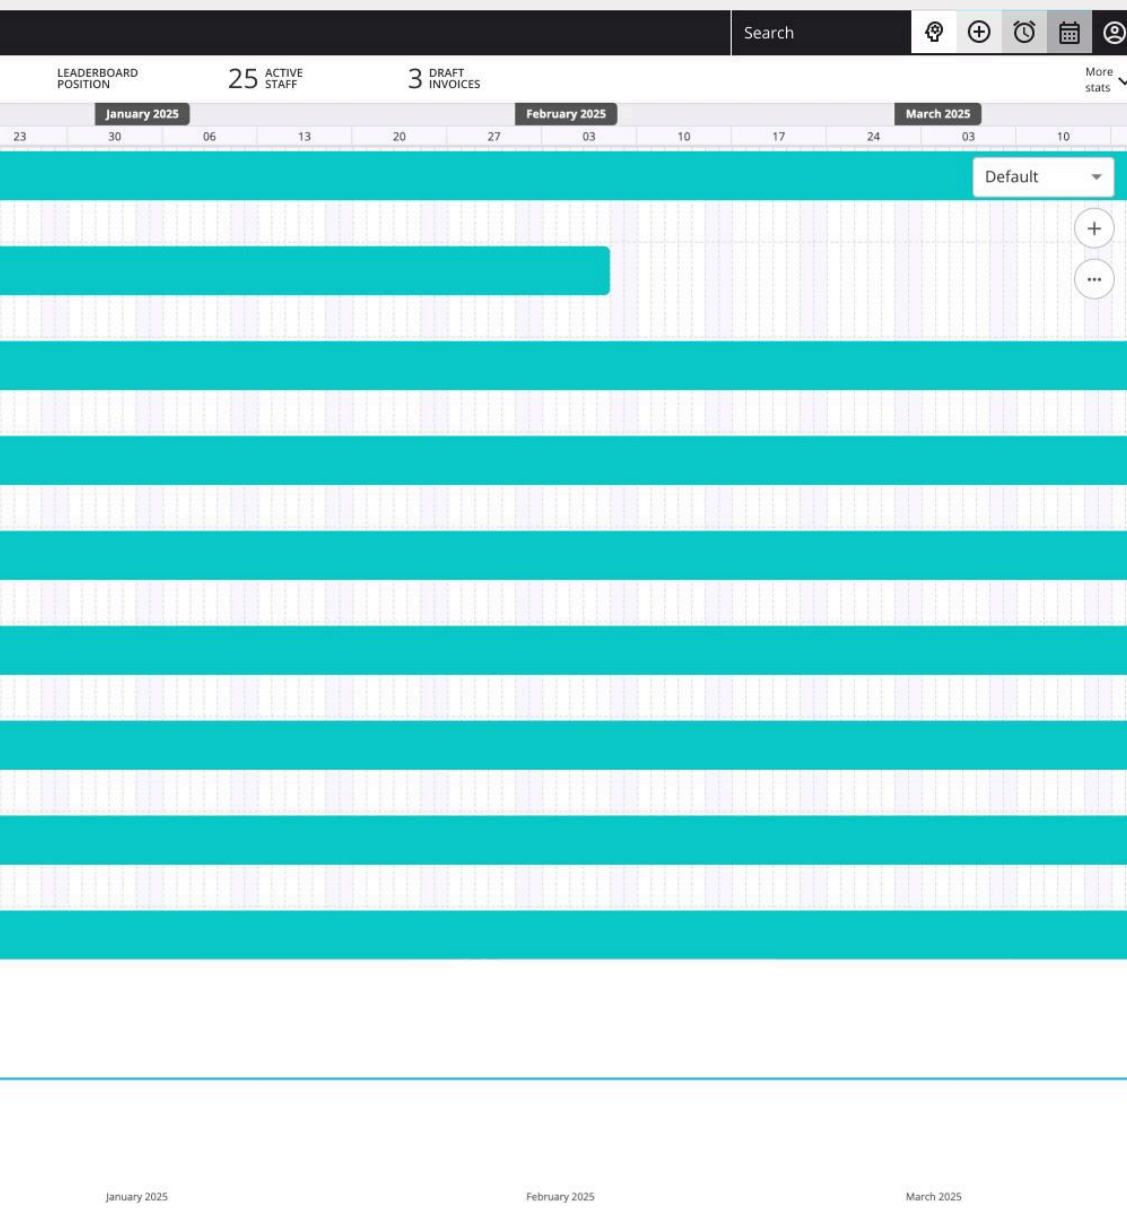 Search
LEADERBOARD
POSITION
25 ACTIVE
STAFF
3 DRAFT
INVOICES
More
stats
January 2025
February 2025
March 2025
23 30 06 13 20 27 03 10 17 24 03 10
Default
January 2025
February 2025
March 2025